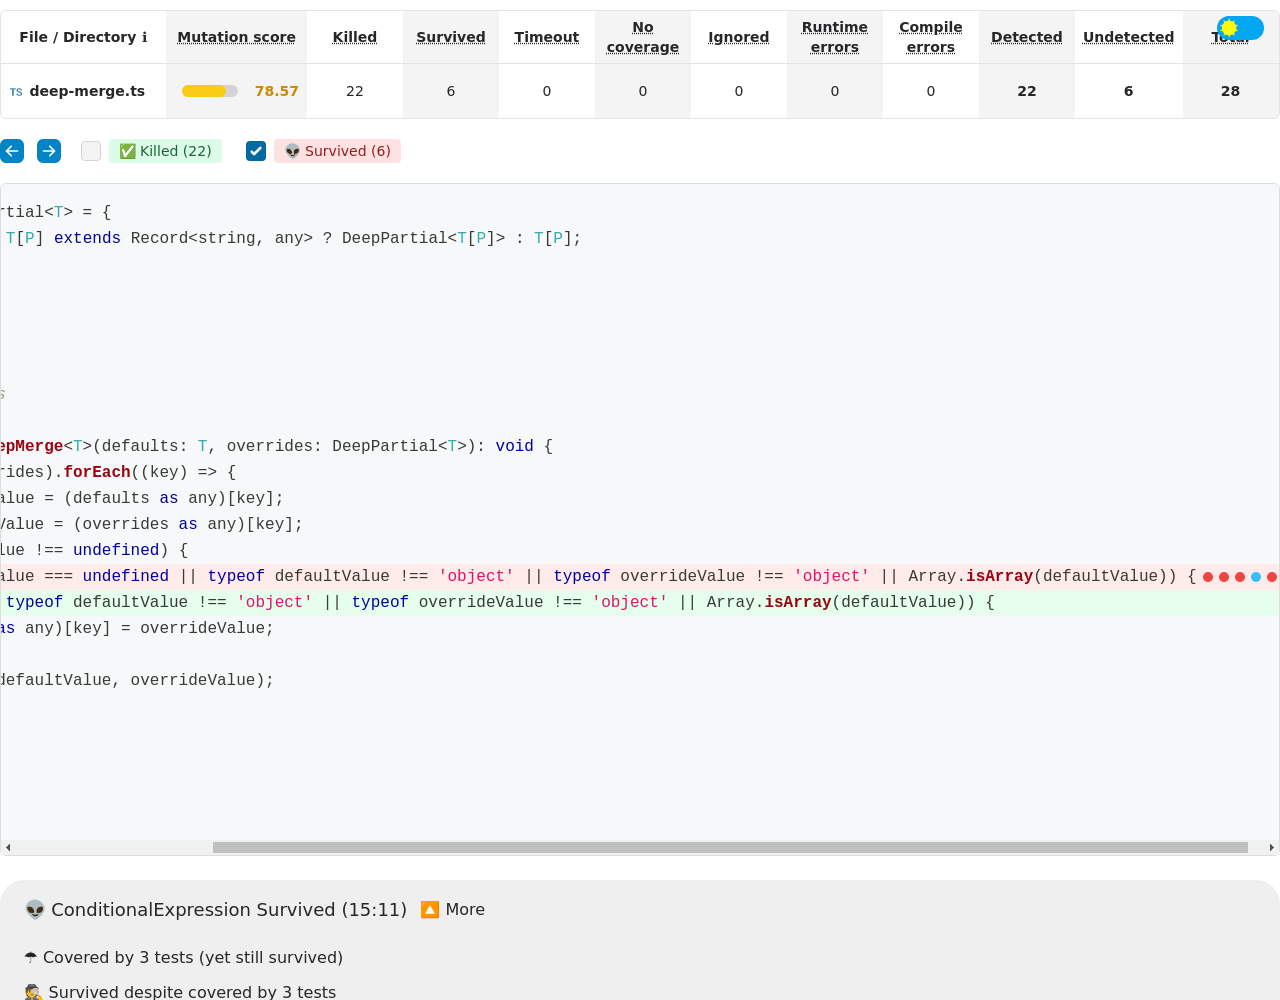 File / Directory ℹ Mutation score Killed Survived Timeout No coverage Ignored Runtime errors Compile errors Detected Undetected
TS deep-merge.ts 78.57 22 6 0 0 0 0 0 22 6 28
✅ Killed (22) 👽 Survived (6)
rtial<T> = {
T[P] extends Record<string, any> ? DeepPartial<T[P]> : T[P];
s
epMerge<T>(defaults: T, overrides: DeepPartial<T>): void {
rides).forEach((key) => {
alue = (defaults as any)[key];
Value = (overrides as any)[key];
lue !== undefined) {
alue === undefined || typeof defaultValue !== 'object' || typeof overrideValue !== 'object' || Array.isArray(defaultValue)) {
typeof defaultValue !== 'object' || typeof overrideValue !== 'object' || Array.isArray(defaultValue)) {
as any)[key] = overrideValue;
defaultValue, overrideValue);
👽 ConditionalExpression Survived (15:11) 🔼 More
☂ Covered by 3 tests (yet still survived)
🕵 Survived despite covered by 3 tests